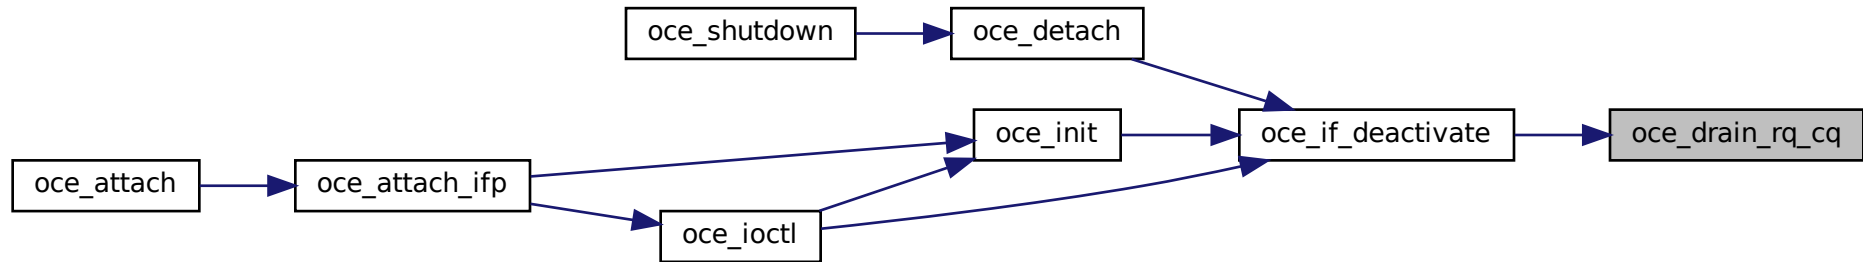 oce_shutdown
oce_detach
oce_init
oce_if_deactivate
oce_drain_rq_cq
oce_attach
oce_attach_ifp
oce_ioctl